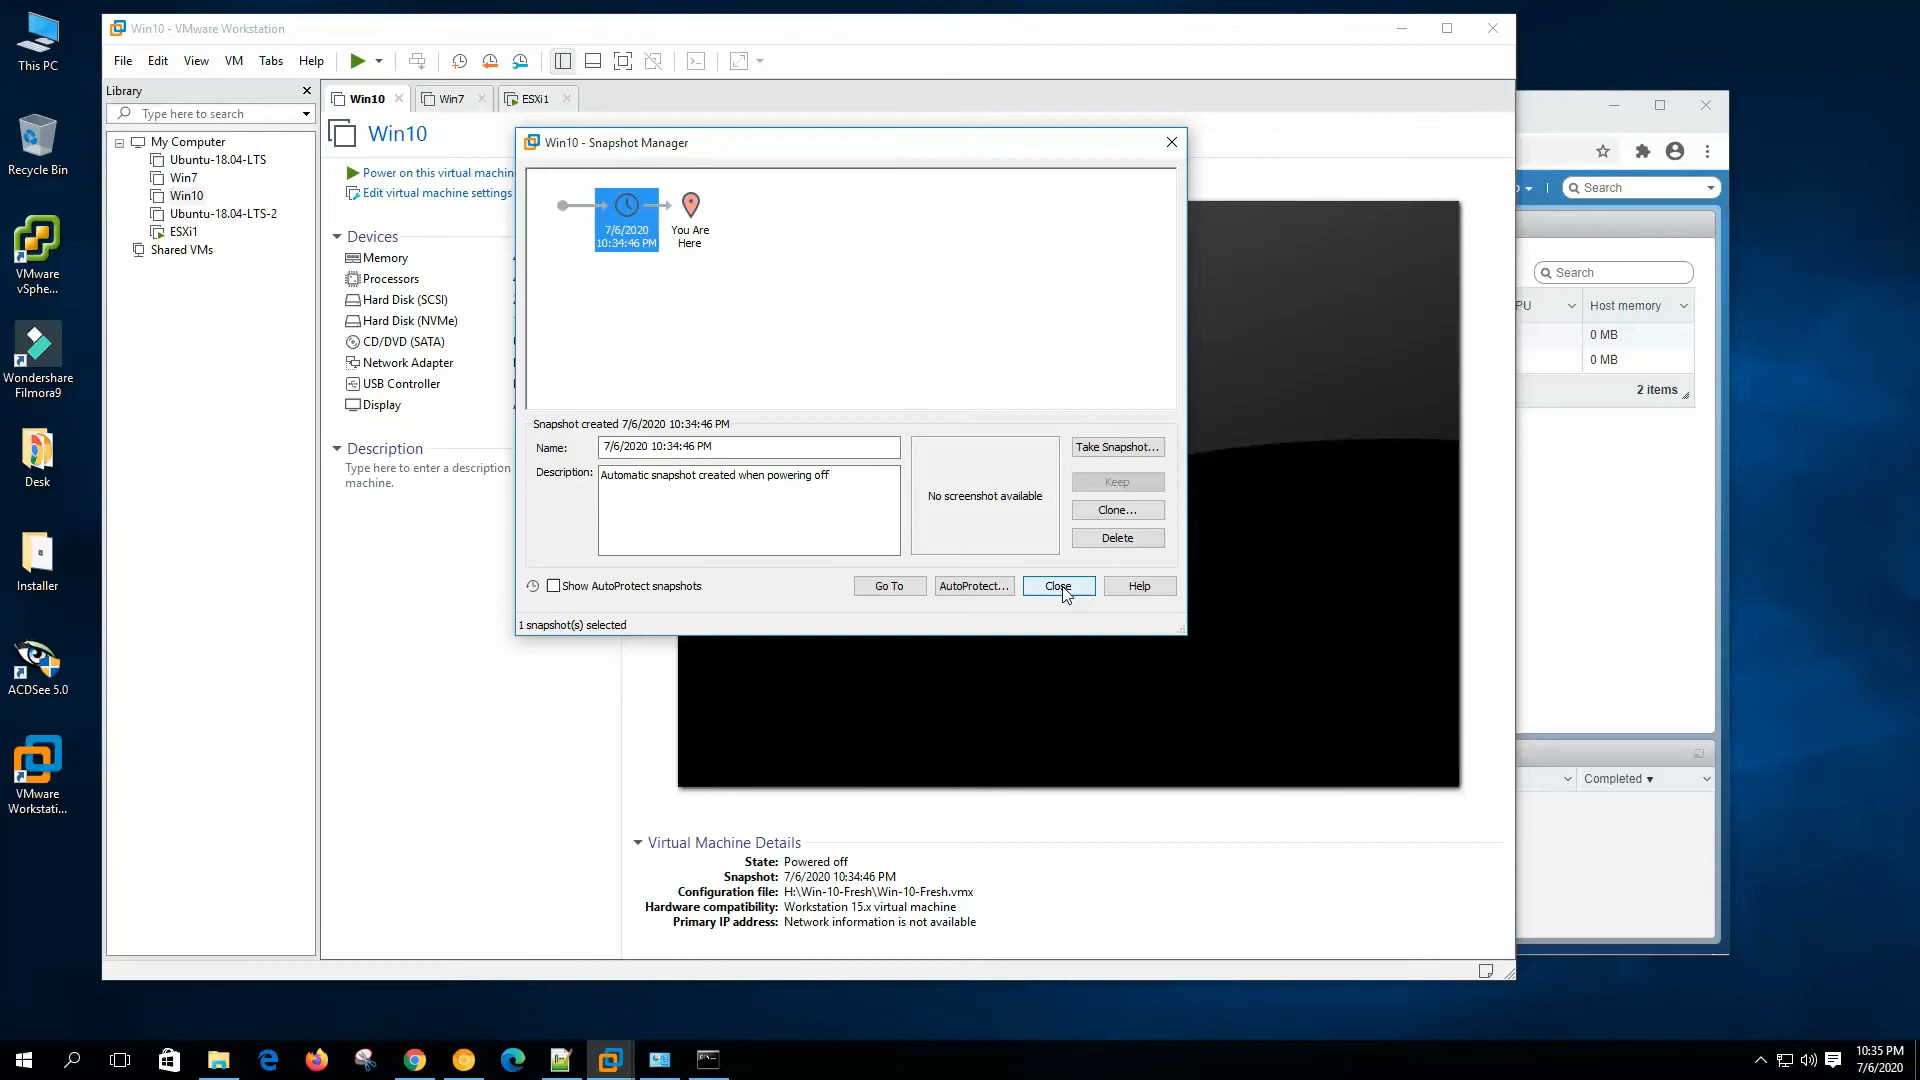 This PC
Recycle Bin
VMware
vSphe...
Wondershare
Filmora9
Desk
Installer
ACDSee 5.0
VMware
Workstati...
Win10 - VMware Workstation
File Edit View VM Tabs Help
Library
Type here to search
My Computer
Ubuntu-18.04-LTS
Win7
Win10
Ubuntu-18.04-LTS-2
ESXi1
Shared VMs
Win10 Win7 ESXi1
Win10
Power on this virtual machin
Edit virtual machine settings
Devices
Memory
Processors
Hard Disk (SCSI)
Hard Disk (NVMe)
CD/DVD (SATA)
Network Adapter
USB Controller
Display
Description
Type here to enter a description
machine.
Win10 - Snapshot Manager
7/6/2020
10:34:46 PM
You Are
Here
Snapshot created 7/6/2020 10:34:46 PM
Name: 7/6/2020 10:34:46 PM
Description: Automatic snapshot created when powering off
No screenshot available
Take Snapshot...
Keep
Clone...
Delete
Show AutoProtect snapshots
Go To AutoProtect... Close Help
1 snapshot(s) selected
Virtual Machine Details
State: Powered off
Snapshot: 7/6/2020 10:34:46 PM
Configuration file: H:\Win-10-Fresh\Win-10-Fresh.vmx
Hardware compatibility: Workstation 15.x virtual machine
Primary IP address: Network information is not available
Search
Search
PU Host memory
0 MB
0 MB
2 items
Completed
10:35 PM
7/6/2020